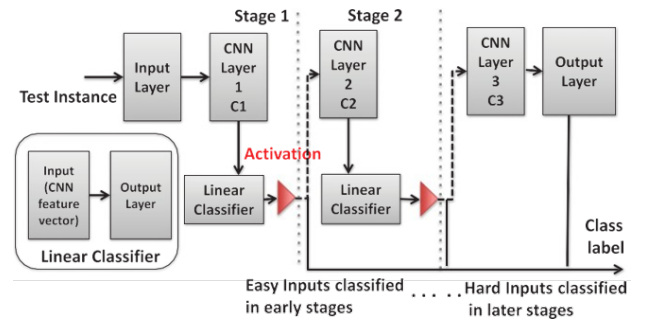 Stage 1
Stage 2
Test Instance
Input
Layer
CNN
Layer
1
C1
CNN
Layer
2
C2
CNN
Layer
3
C3
Output
Layer
Activation
Input
(CNN
feature
vector)
Output
Layer
Linear Classifier
Linear
Classifier
Linear
Classifier
Class
label
Easy Inputs classified
in early stages
. . . . .
Hard Inputs classified
in later stages